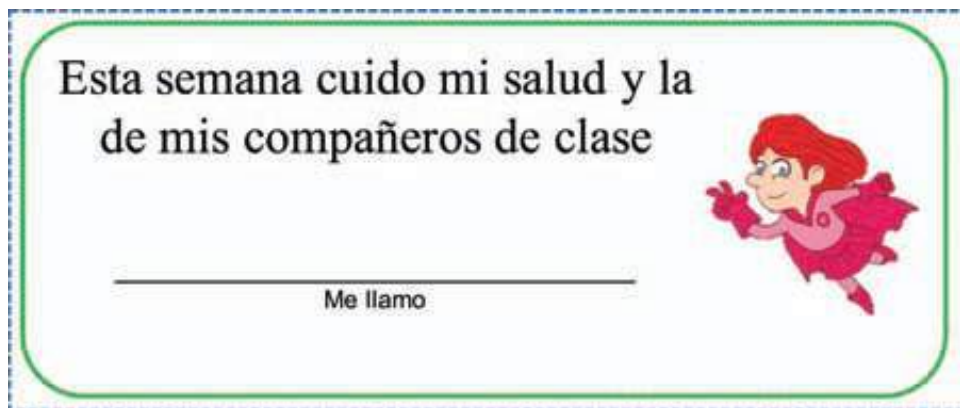 Esta semana cuido mi salud y la
de mis compañeros de clase
Me llamo